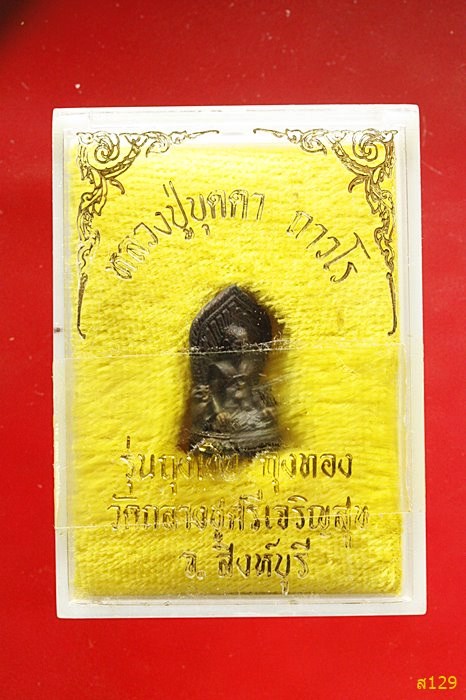 หลวงปู่บุดดา ถาวโร
รุ่นถุงเงิน ถุงทอง
วัดกลางชูศรีเจริญสุข
จ. สิงห์บุรี
ส129